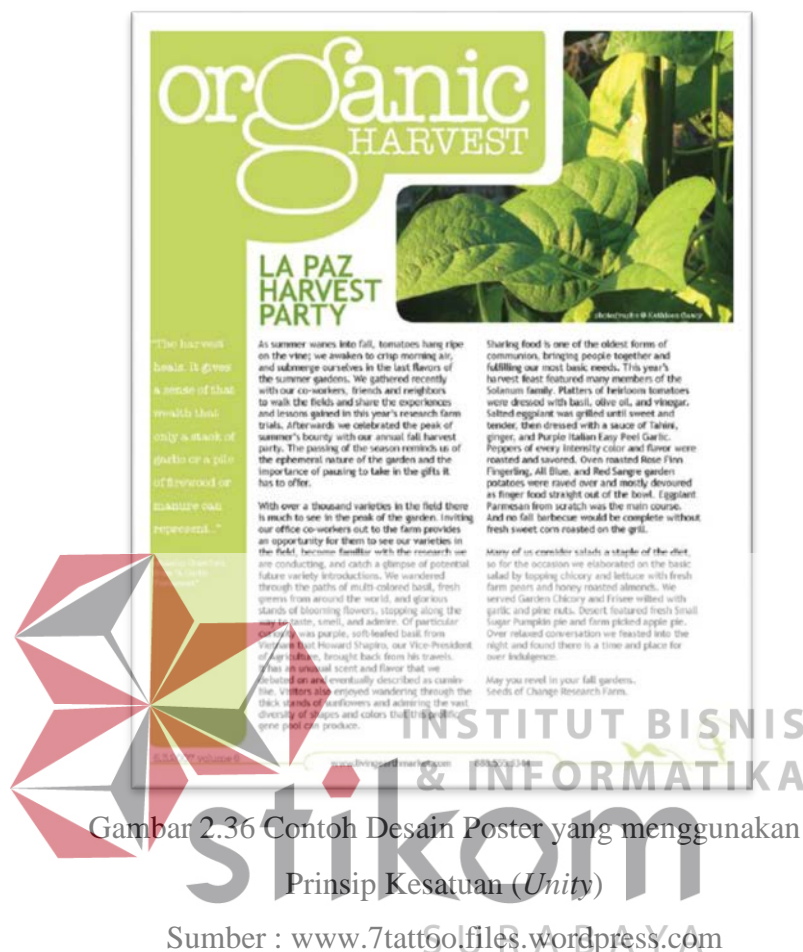 organic
HARVEST
photography © Kathleen
LA PAZ
HARVEST
PARTY
"The harvest
heals. It gives
a sense of that
wealth that
only a stack of
garlic or a pile
of firewood or
manure can
represent..."
As summer wanes into fall, tomatoes hang ripe
on the vine; we awaken to crisp morning air,
and submerge ourselves in the last flavors of
the summer gardens. We gathered recently
with our co-workers, friends and neighbors
to walk the fields and share the experiences
and lessons gained in this year's research farm
trials. Afterwards we celebrated the peak of
summer's bounty with our annual fall harvest
party. The passing of the season reminds us of
the ephemeral nature of the garden and the
importance of pausing to take in the gifts it
has to offer.
With over a thousand varieties in the field there
is much to see in the peak of the garden. Inviting
our office co-workers out to the farm provides
an opportunity for them to see our varieties in
the field, become familiar with the research we
are conducting, and catch a glimpse of potential
future variety introductions. We wandered
through the paths of multi-colored basil, fresh
greens from around the world, and glorious
stands of blooming flowers, stopping along the
way to taste, smell, and admire. Of particular
curiosity was purple, soft-leafed basil from
Vietnam that Howard Shapiro, our Vice-President
of Agriculture, brought back from his travels.
It has an unusual scent and flavor that we
debated on and eventually described as cumin-
like. Visitors also enjoyed wandering through the
thick stands of sunflowers and admiring the vast
diversity of shapes and colors that this prolific
gene pool can produce.
Sharing food is one of the oldest forms of
communion, bringing people together and
fulfilling our most basic needs. This year's
harvest feast featured many members of the
Solanum family. Platters of heirloom tomatoes
were dressed with basil, olive oil, and vinegar.
Salted eggplant was grilled until sweet and
tender, then dressed with a sauce of Tahini,
ginger, and Purple Italian Easy Peel Garlic.
Peppers of every intensity color and flavor were
roasted and savored. Oven roasted Rose Finn
Fingerling, All Blue, and Red Sangre garden
potatoes were raved over and mostly devoured
as finger food straight out of the bowl. Eggplant
Parmesan from scratch was the main course.
And no fall barbecue would be complete without
fresh sweet corn roasted on the grill.
Many of us consider salads a staple of the diet,
so for the occasion we elaborated on the basic
salad by topping chicory and lettuce with fresh
farm pears and honey roasted almonds. We
served Garden Chicory and Frisee wilted with
garlic and pine nuts. Desert featured fresh Small
Sugar Pumpkin pie and farm picked apple pie.
Over relaxed conversation we feasted into the
night and found there is a time and place for
over indulgence.
May you revel in your fall gardens.
Seeds of Change Research Farm.
www.livingearthmarket.com
INSTITUT BISNIS
& INFORMATIKA
stikom
SURABAYA
Gambar 2.36 Contoh Desain Poster yang menggunakan
Prinsip Kesatuan (Unity)
Sumber : www.7tattoo.files.wordpress.com